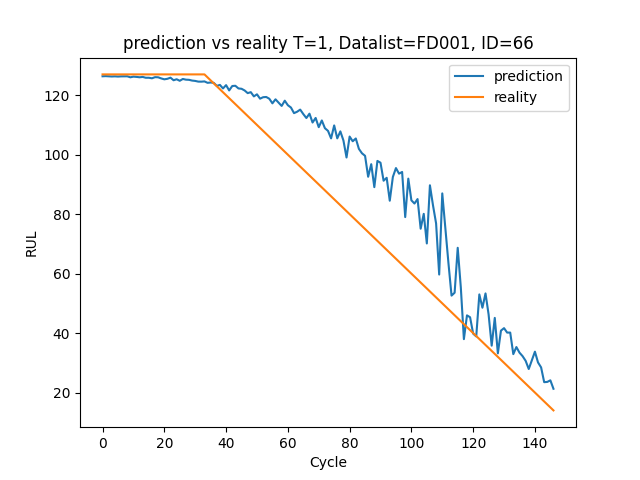 prediction vs reality T=1, Datalist=FD001, ID=66
prediction
reality
RUL
120
100
80
60
40
20
0 20 40 60 80 100 120 140
Cycle